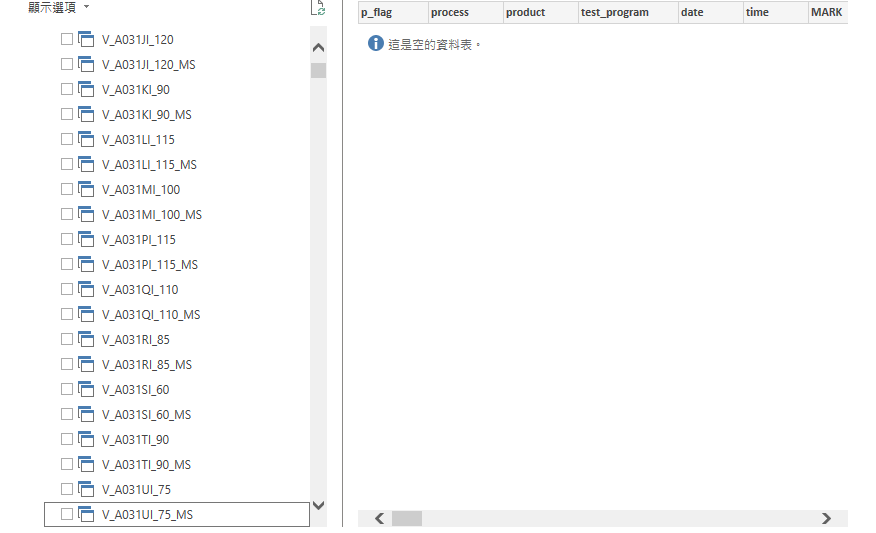 顯示選項
V_A031JI_120
V_A031JI_120_MS
V_A031KI_90
V_A031KI_90_MS
V_A031LI_115
V_A031LI_115_MS
V_A031MI_100
V_A031MI_100_MS
V_A031PI_115
V_A031PI_115_MS
V_A031QI_110
V_A031QI_110_MS
V_A031RI_85
V_A031RI_85_MS
V_A031SI_60
V_A031SI_60_MS
V_A031TI_90
V_A031TI_90_MS
V_A031UI_75
V_A031UI_75_MS
p_flag process product test_program date time MARK
這是空的資料表。